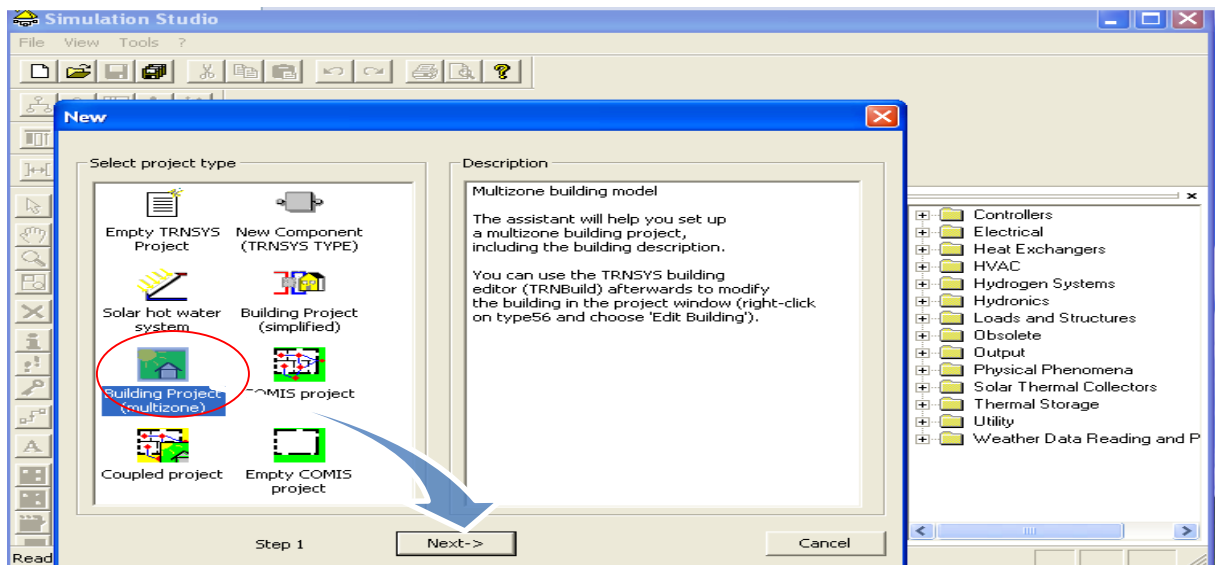 Simulation Studio
File View Tools ?
New
Select project type
Empty TRNSYS
Project
New Component
(TRNSYS TYPE)
Solar hot water
system
Building Project
(simplified)
Building Project
(multizone)
OMIS project
Coupled project
Empty COMIS
project
Description
Multizone building model
The assistant will help you set up
a multizone building project,
including the building description.
You can use the TRNSYS building
editor (TRNBuild) afterwards to modify
the building in the project window (right-click
on type56 and choose 'Edit Building').
Step 1
Next->
Cancel
Controllers
Electrical
Heat Exchangers
HVAC
Hydrogen Systems
Hydronics
Loads and Structures
Obsolete
Output
Physical Phenomena
Solar Thermal Collectors
Thermal Storage
Utility
Weather Data Reading and P
Read